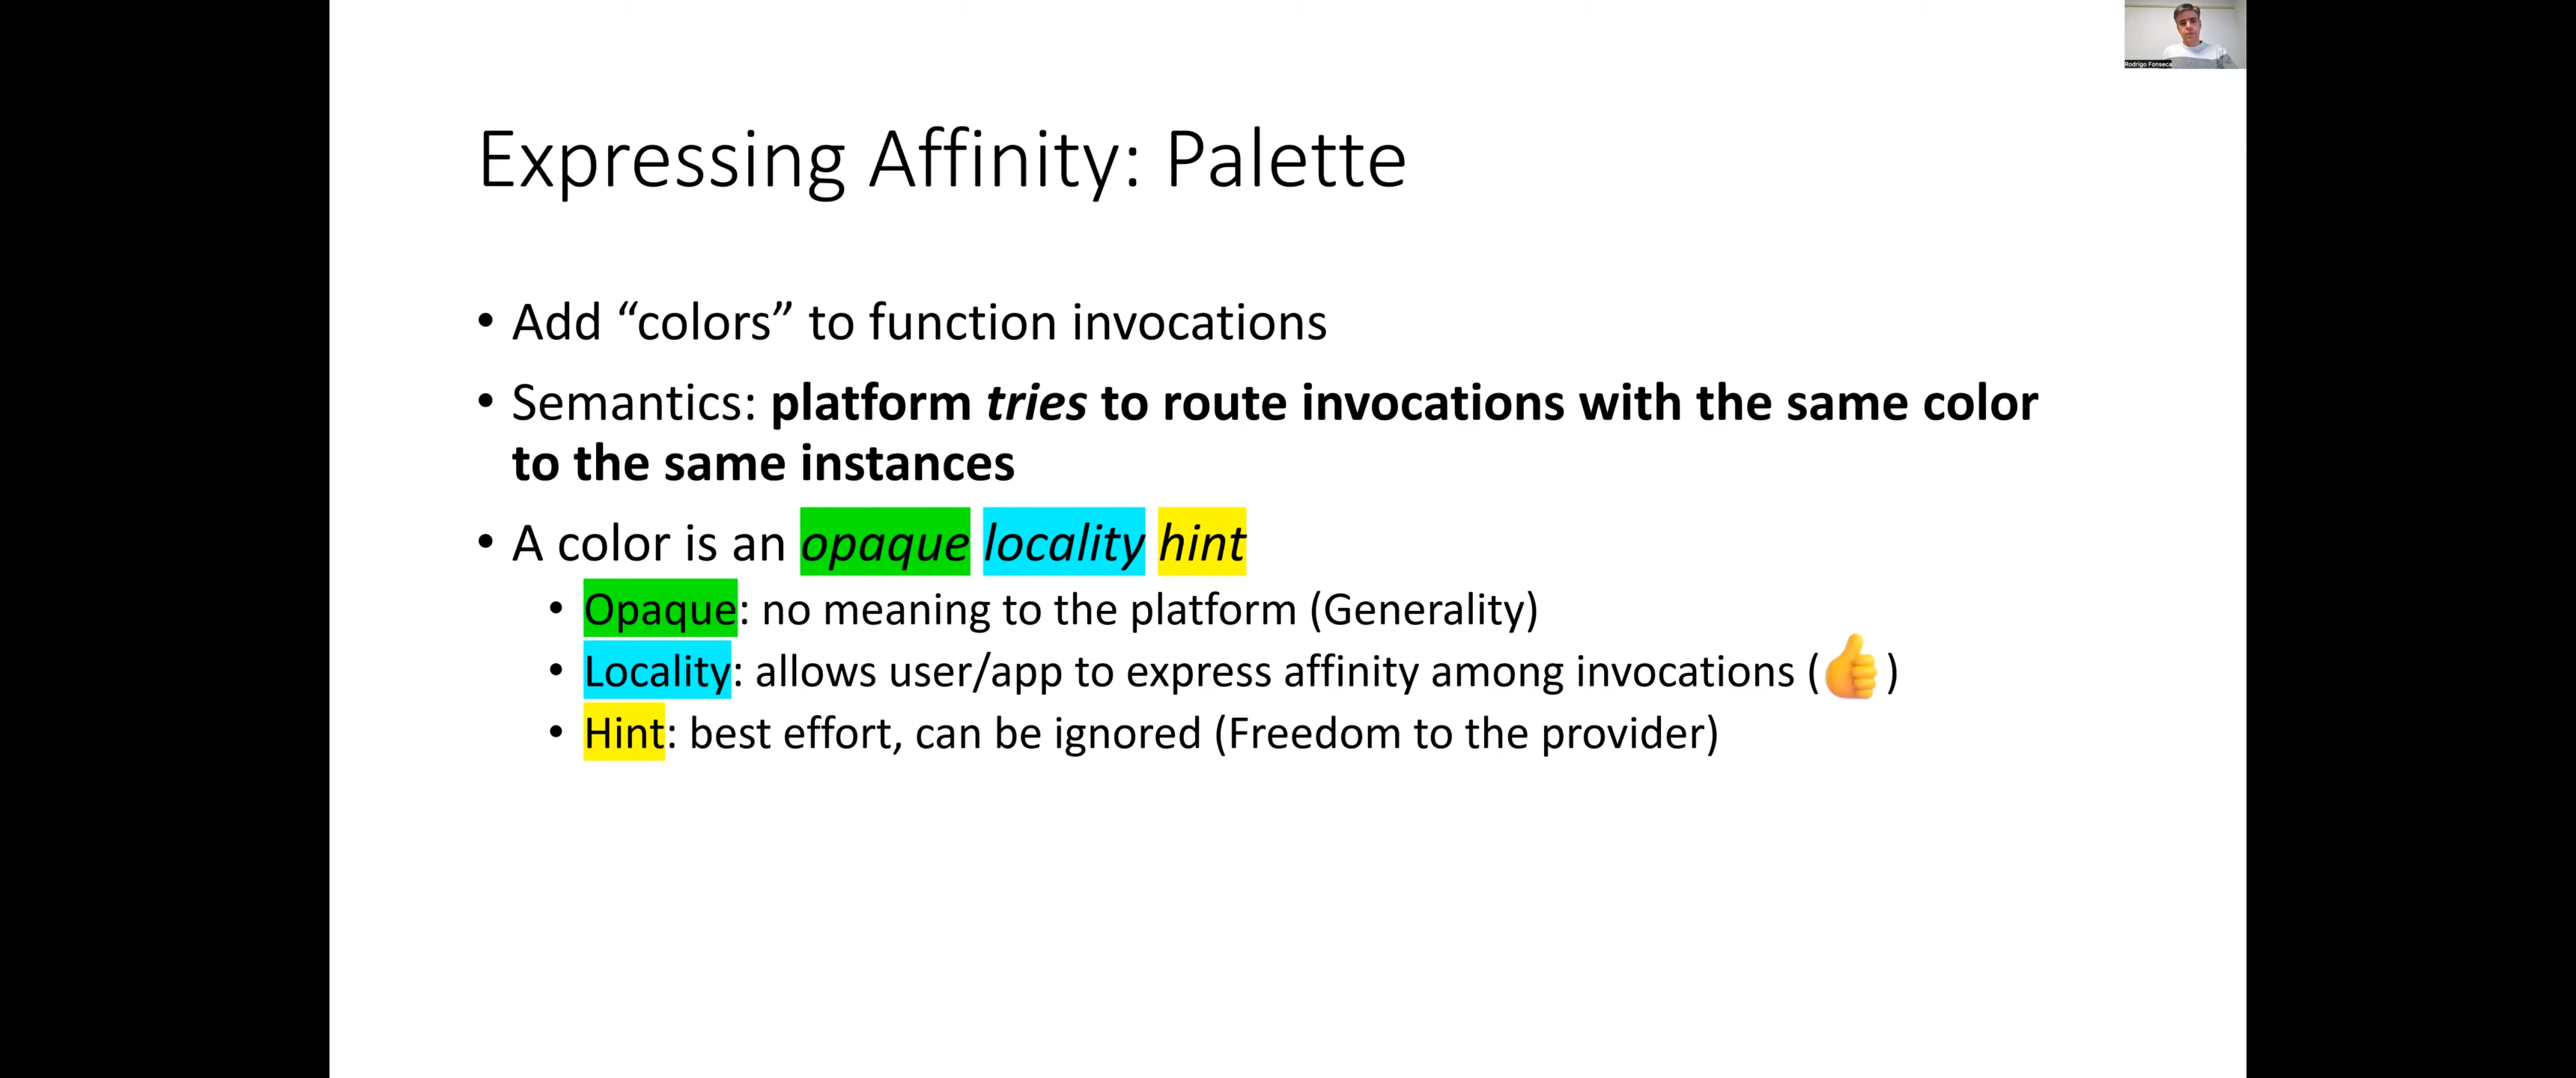 Rodrigo Fonseca
Expressing Affinity: Palette
• Add “colors” to function invocations
• Semantics: platform tries to route invocations with the same color
to the same instances
• A color is an opaque locality hint
• Opaque: no meaning to the platform (Generality)
• Locality: allows user/app to express affinity among invocations (👍)
• Hint: best effort, can be ignored (Freedom to the provider)